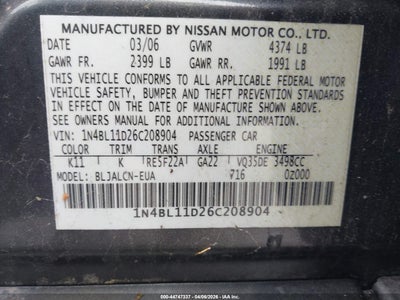 MANUFACTURED BY NISSAN MOTOR CO., LTD.
DATE 03/06 GVWR 4374 LB
GAWR FR. 2399 LB GAWR RR. 1991 LB
THIS VEHICLE CONFORMS TO ALL APPLICABLE FEDERAL MOTOR
VEHICLE SAFETY, BUMPER AND THEFT PREVENTION STANDARDS
IN EFFECT ON THE DATE OF MANUFACTURE SHOWN ABOVE.
SEE OWNERS MANUAL FOR ADDITIONAL INFORMATION
VIN: 1N4BL11D26C208904 PASSENGER CAR
COLOR TRIM TRANS AXLE ENGINE
K11 K RE5F22A GA22 VQ35DE 3498CC
MODEL: BLJALCN-EUA 716 0Z000
1N4BL11D26C208904
800-44747337 - 04/09/2026 - IAA Inc.